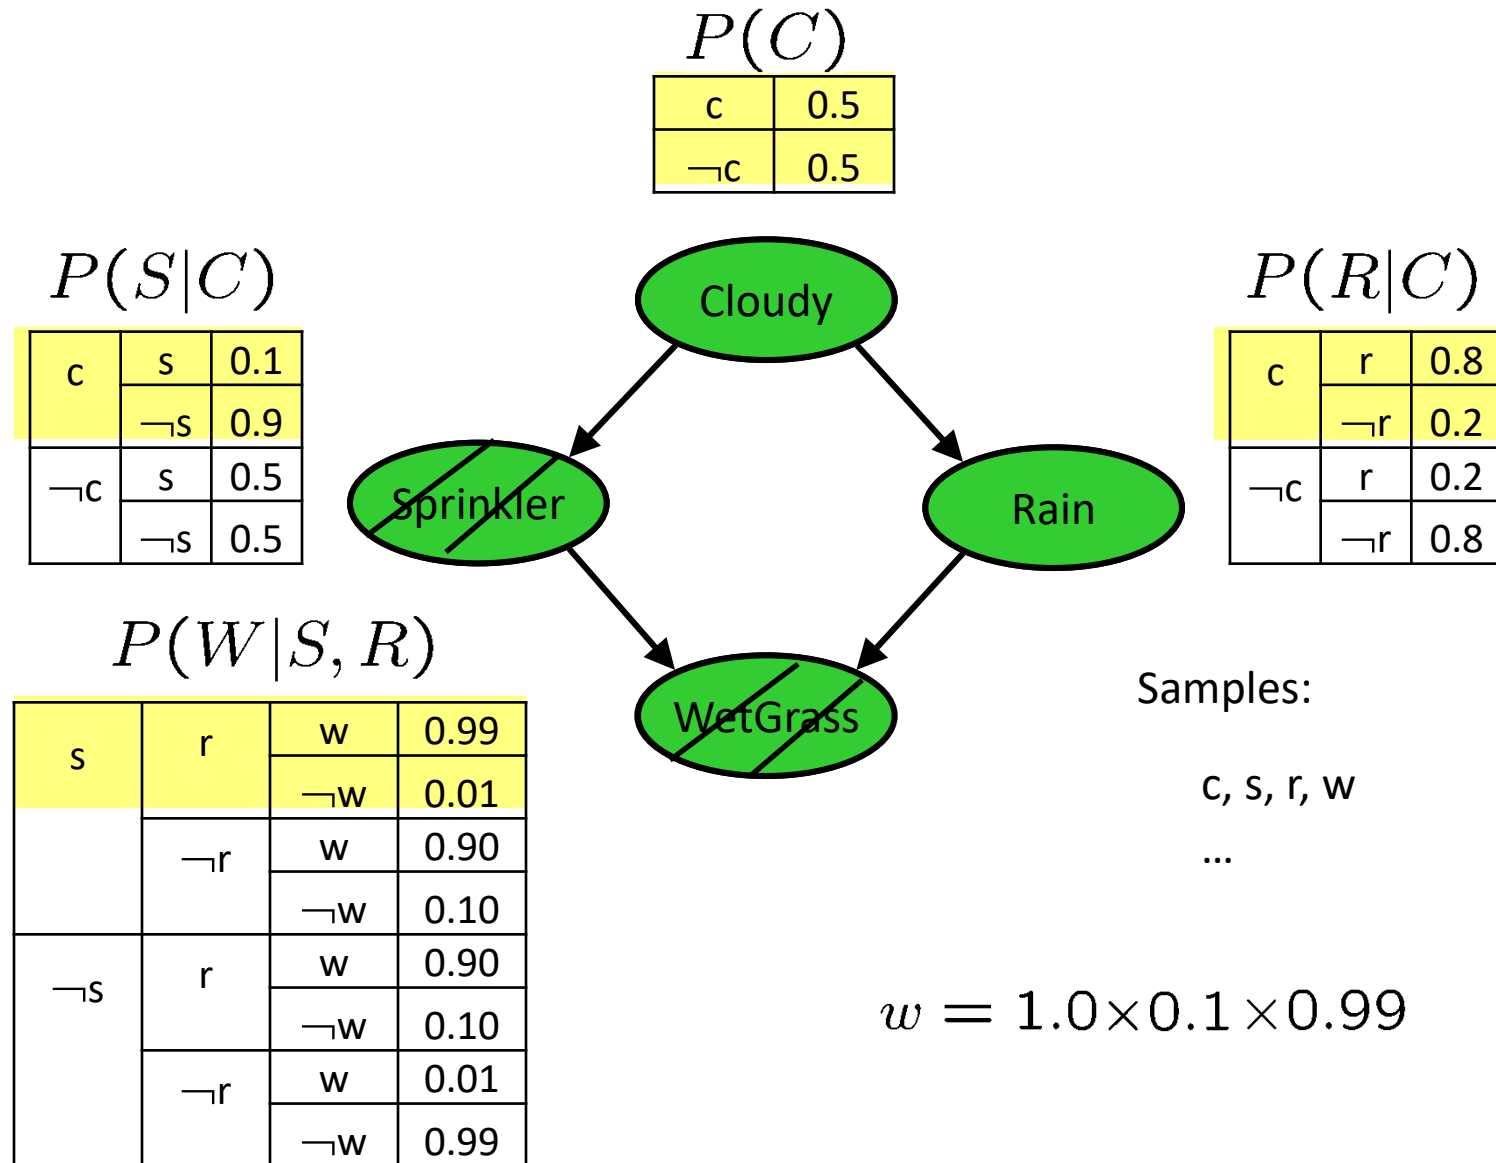 P(C)
c 0.5
¬c 0.5
P(S|C)
c s 0.1
¬s 0.9
¬c s 0.5
¬s 0.5
Cloudy
P(R|C)
c r 0.8
¬r 0.2
¬c r 0.2
¬r 0.8
Sprinkler
Rain
P(W|S, R)
s r w 0.99
¬w 0.01
¬r w 0.90
¬w 0.10
¬s r w 0.90
¬w 0.10
¬r w 0.01
¬w 0.99
WetGrass
Samples:
c, s, r, w
...
w = 1.0×0.1×0.99